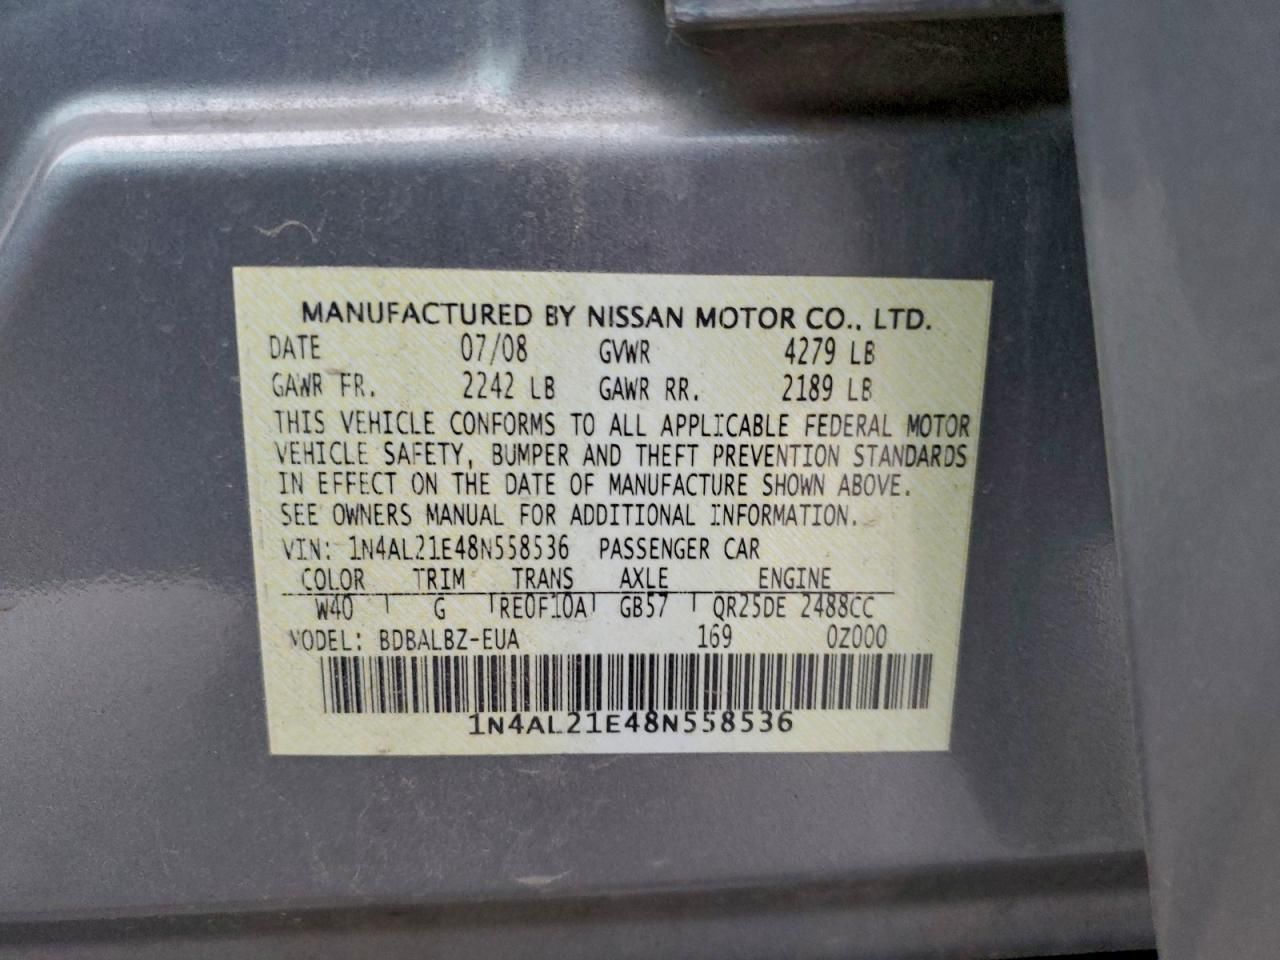 MANUFACTURED BY NISSAN MOTOR CO., LTD.
DATE 07/08 GVWR 4279 LB
GAWR FR. 2242 LB GAWR RR. 2189 LB
THIS VEHICLE CONFORMS TO ALL APPLICABLE FEDERAL MOTOR
VEHICLE SAFETY, BUMPER AND THEFT PREVENTION STANDARDS
IN EFFECT ON THE DATE OF MANUFACTURE SHOWN ABOVE.
SEE OWNERS MANUAL FOR ADDITIONAL INFORMATION.
VIN: 1N4AL21E48N558536 PASSENGER CAR
COLOR TRIM TRANS AXLE ENGINE
W40 G RE0F10A GB57 QR25DE 2488CC
MODEL: BDBALBZ-EUA 169 0Z000
1N4AL21E48N558536